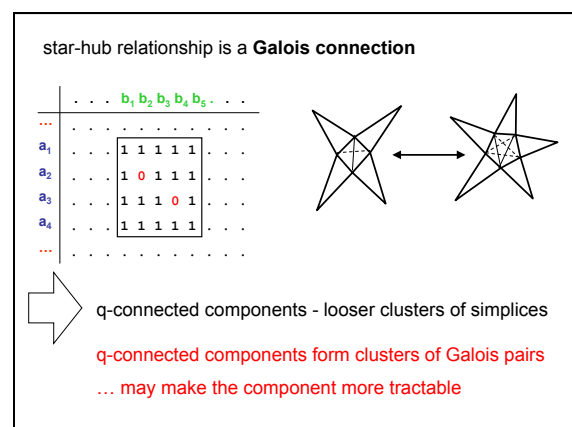 star-hub relationship is a Galois connection
. . . b₁ b₂ b₃ b₄ b₅ . . .
... . . . . . . . . . . .
a₁ . . . 1 1 1 1 1 . . .
a₂ . . . 1 0 1 1 1 . . .
a₃ . . . 1 1 1 0 1 . . .
a₄ . . . 1 1 1 1 1 . . .
... . . . . . . . . . . .
q-connected components - looser clusters of simplices
q-connected components form clusters of Galois pairs
... may make the component more tractable